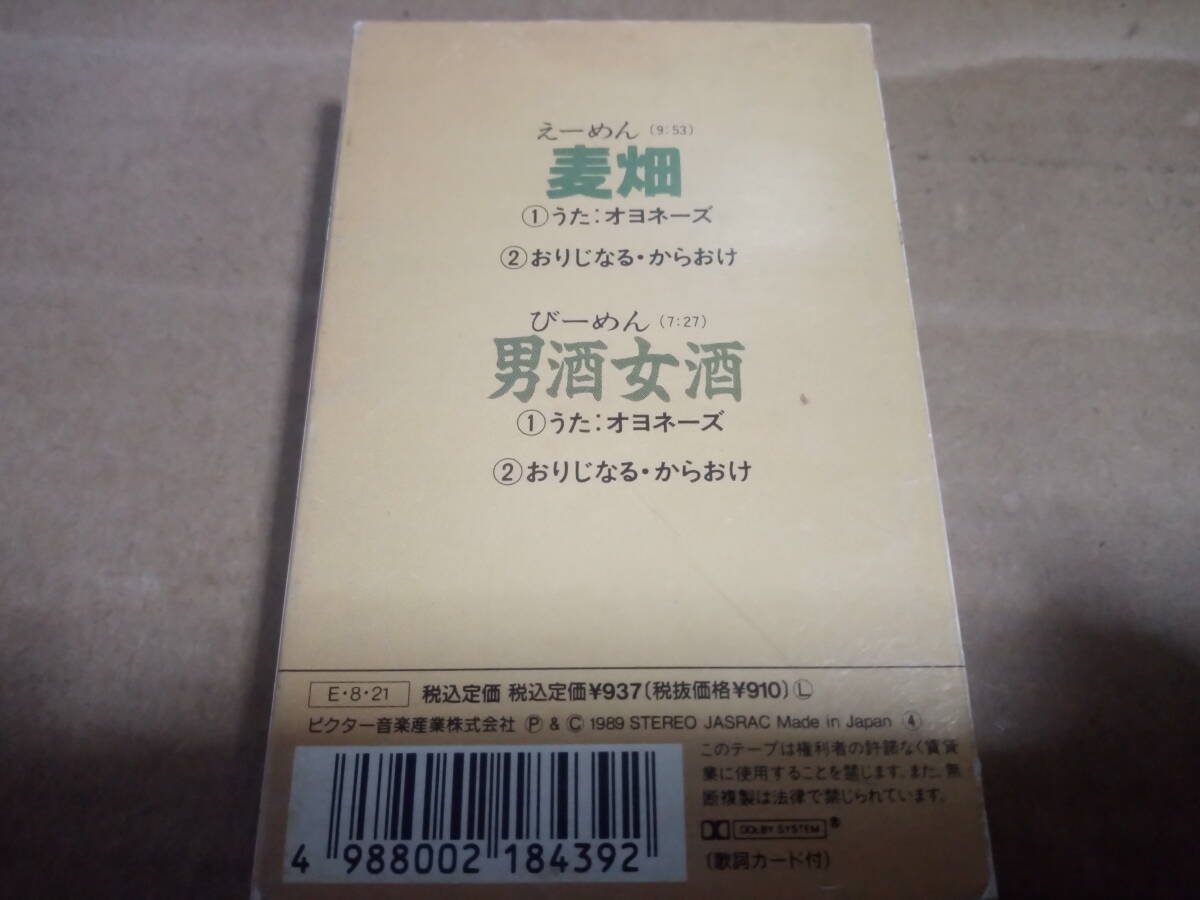 えーめん (9:53)
麦畑
①うた:オヨネーズ
②おりじなる・からおけ
びーめん (7:27)
男酒女酒
①うた:オヨネーズ
②おりじなる・からおけ
E・8・21 税込定価 税込定価¥937〔税抜価格¥910〕Ⓛ
ビクター音楽産業株式会社 Ⓟ & Ⓒ 1989 STEREO JASRAC Made in Japan ④
このテープは権利者の許諾なく賃貸
業に使用することを禁じます。また、無
断複製は法律で禁じられています。
DOLBY SYSTEM ®
(歌詞カード付)
4 988002 184392